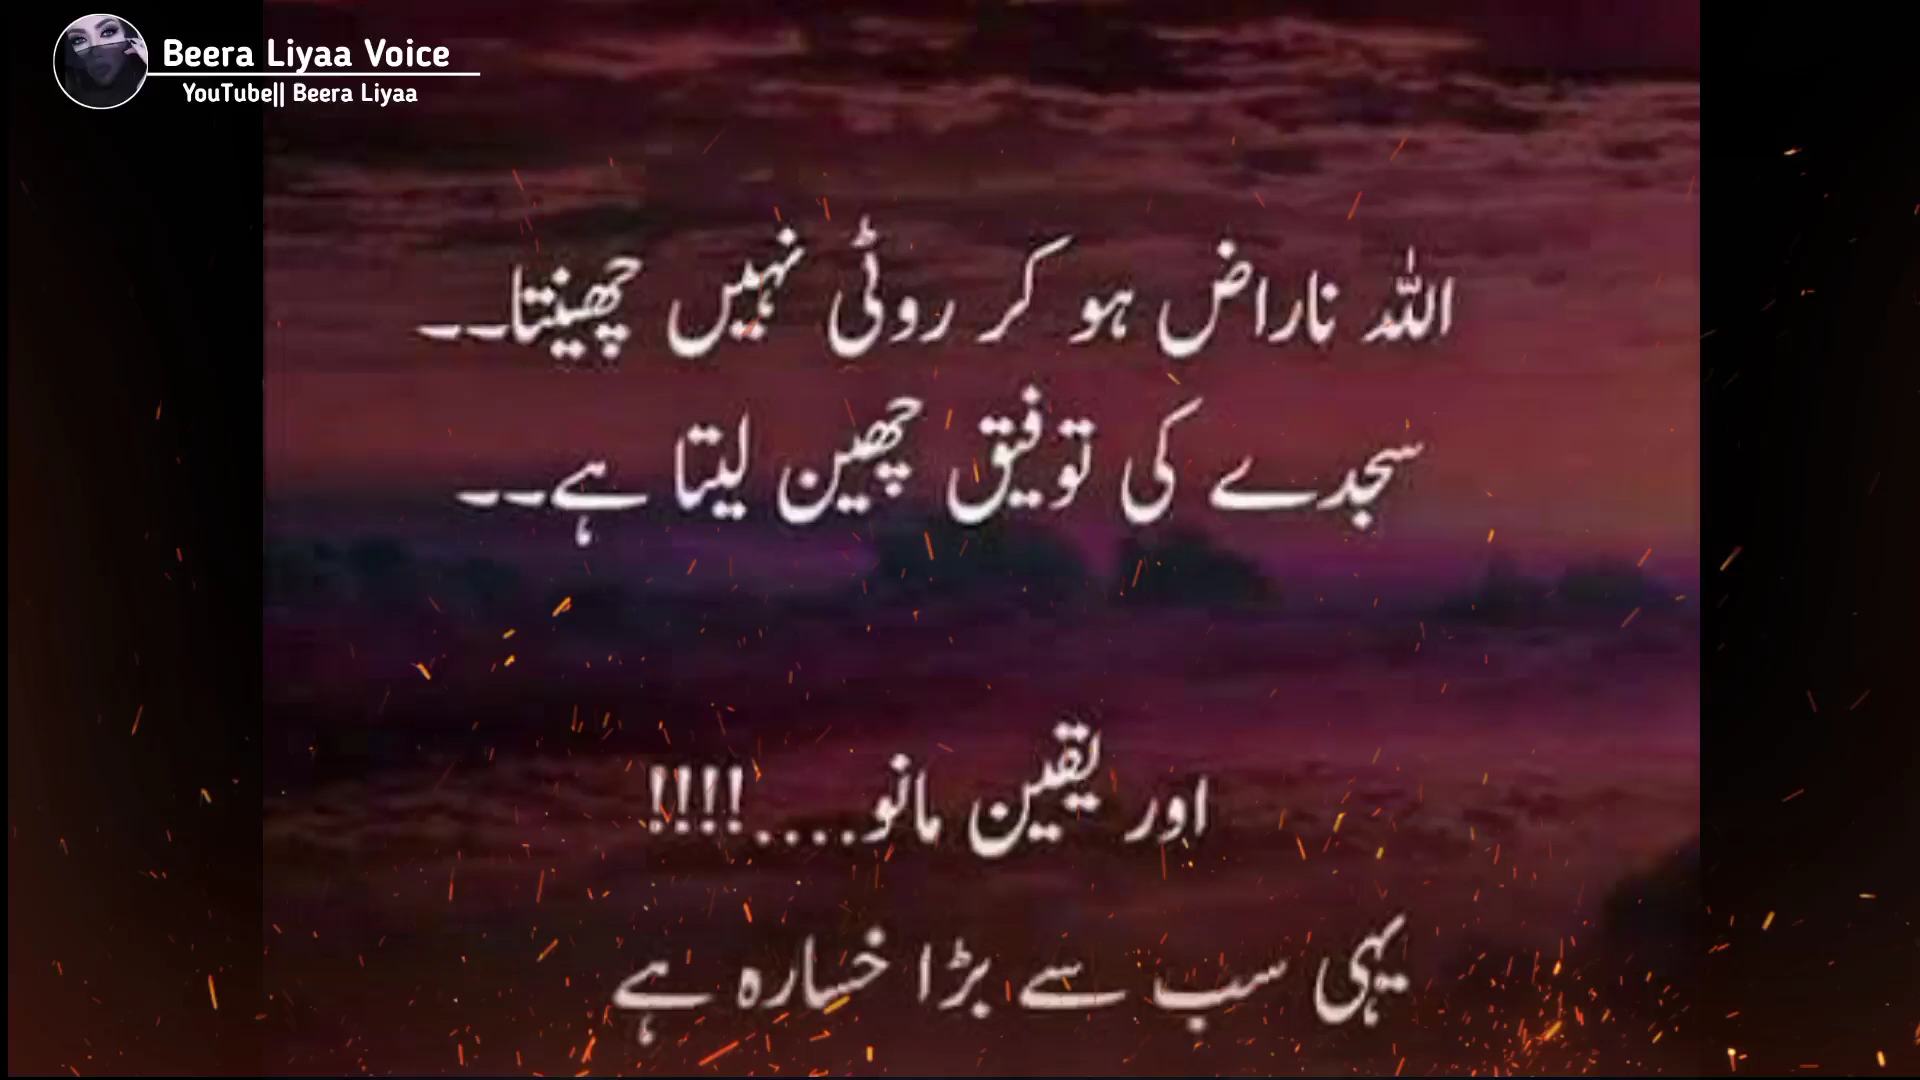 Beera Liyaa Voice
YouTube|| Beera Liyaa
اللہ ناراض ہو کر روٹی نہیں چھینتا۔۔
سجدے کی توفیق چھین لیتا ہے۔۔
اور یقین مانو....!!!!
یہی سب سے بڑا خسارہ ہے